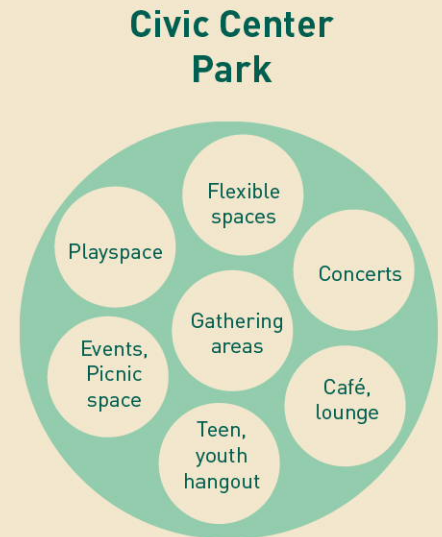 Civic Center
Park
Flexible
spaces
Playspace
Concerts
Gathering
areas
Events,
Picnic
space
Café,
lounge
Teen,
youth
hangout